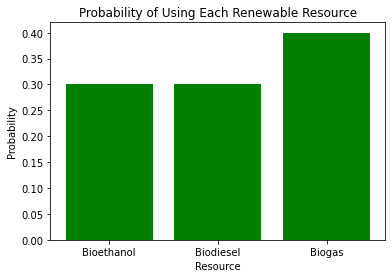 Probability of Using Each Renewable Resource
0.40
0.35
0.30
0.25
0.20
0.15
0.10
0.05
0.00
Probability
Bioethanol Biodiesel Biogas
Resource